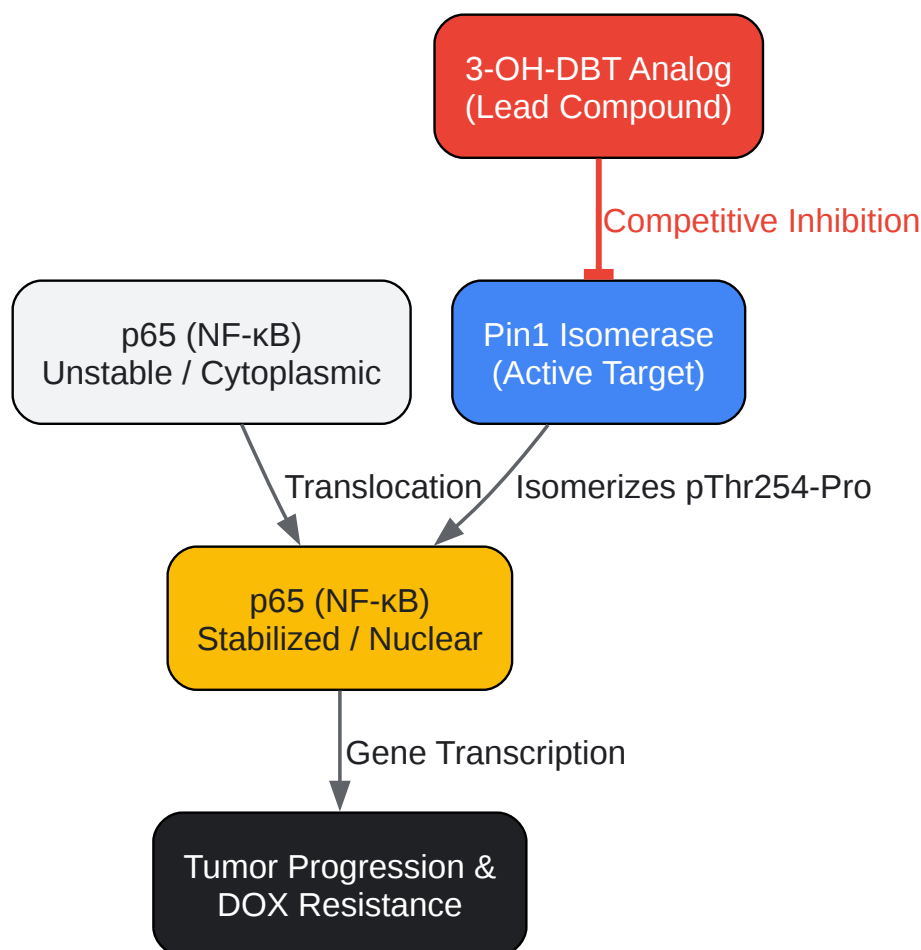 3-OH-DBT Analog
(Lead Compound)
Competitive Inhibition
p65 (NF-κB)
Unstable / Cytoplasmic
Pin1 Isomerase
(Active Target)
Translocation
Isomerizes pThr254-Pro
p65 (NF-κB)
Stabilized / Nuclear
Gene Transcription
Tumor Progression &
DOX Resistance